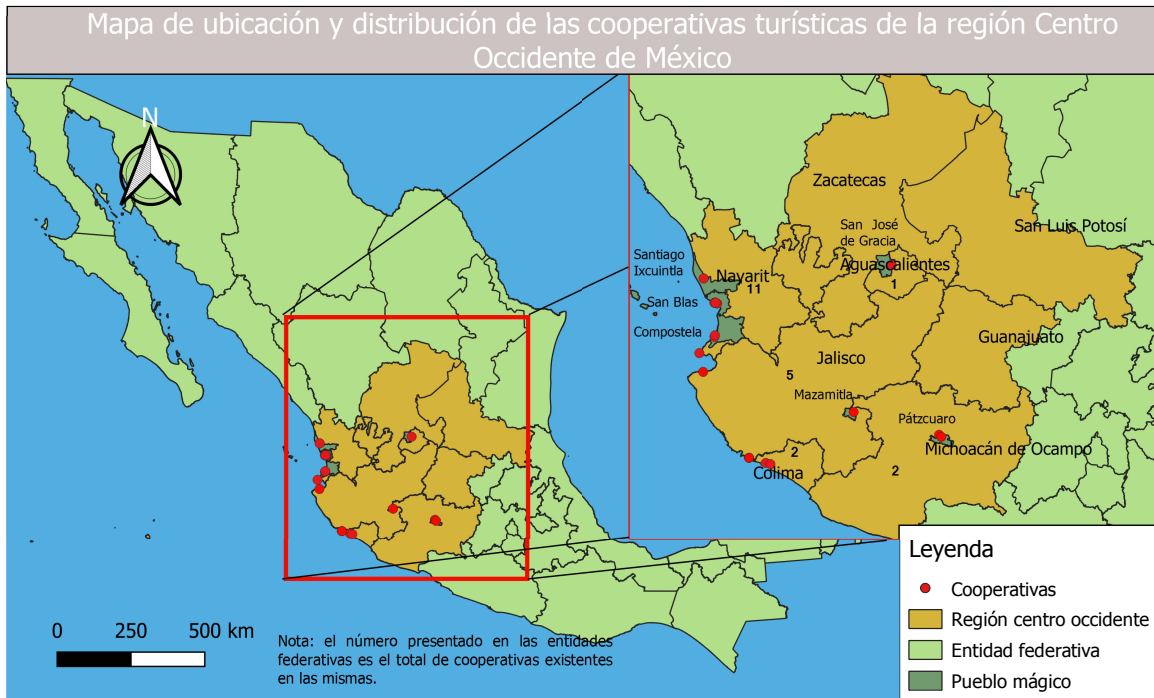 Mapa de ubicación y distribución de las cooperativas turísticas de la región Centro
Occidente de México
N
Zacatecas
San José
de Gracia
San Luis Potosí
Santiago
Ixcuintla
Nayarit
11
Aguascalientes
1
San Blas
Compostela
Guanajuato
Jalisco
5
Mazamitla
Pátzcuaro
Michoacán de Ocampo
2
2
Colima
Leyenda
Cooperativas
Región centro occidente
Entidad federativa
Pueblo mágico
0 250 500 km
Nota: el número presentado en las entidades
federativas es el total de cooperativas existentes
en las mismas.